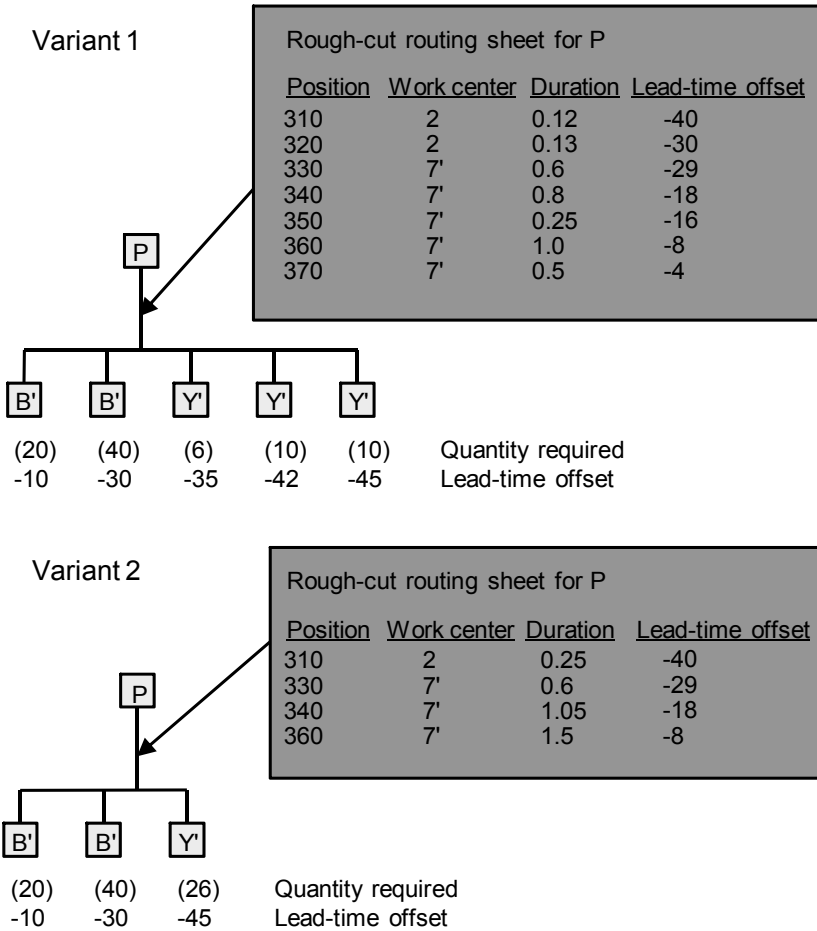 Variant 1
Rough-cut routing sheet for P
Position Work center Duration Lead-time offset
310 2 0.12 -40
320 2 0.13 -30
330 7' 0.6 -29
340 7' 0.8 -18
350 7' 0.25 -16
360 7' 1.0 -8
370 7' 0.5 -4
P
B' B' Y' Y' Y'
(20) (40) (6) (10) (10) Quantity required
-10 -30 -35 -42 -45 Lead-time offset
Variant 2
Rough-cut routing sheet for P
Position Work center Duration Lead-time offset
310 2 0.25 -40
330 7' 0.6 -29
340 7' 1.05 -18
360 7' 1.5 -8
P
B' B' Y'
(20) (40) (26) Quantity required
-10 -30 -45 Lead-time offset